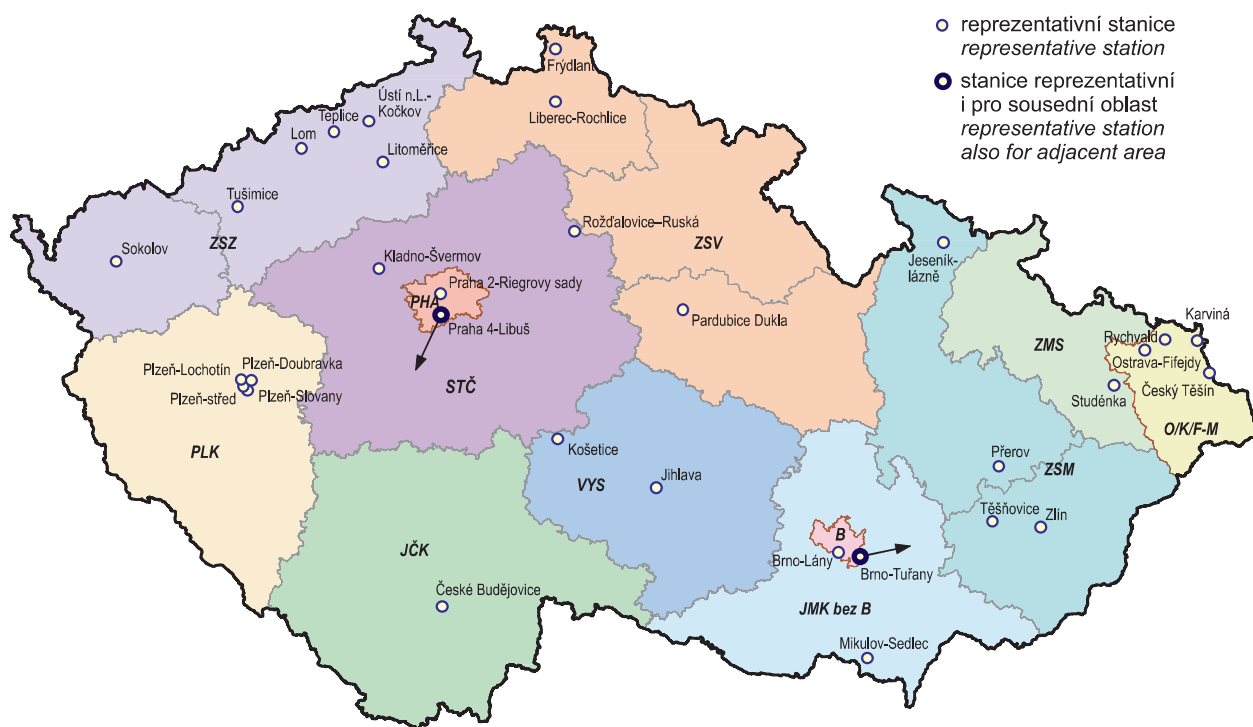 reprezentativní stanice
representative station
stanice reprezentativní
i pro sousední oblast
representative station
also for adjacent area
Frýdlant
Liberec-Rochlice
Ústí n.L.-
Kočkov
Teplice
Lom
Litoměřice
Tušimice
Sokolov
ZSZ
Rožďalovice–Ruská
ZSV
Kladno-Švermov
Praha 2-Riegrovy sady
PHA
Praha 4-Libuš
Pardubice Dukla
Jeseník-
lázně
ZMS
Karviná
Rychvald
Ostrava-Fifejdy
Český Těšín
Studénka
O/K/F-M
Plzeň-Lochotín
Plzeň-Doubravka
Plzeň-střed
Plzeň-Slovany
STČ
PLK
Košetice
VYS
Jihlava
Přerov
ZSM
Těšňovice
Zlín
B
Brno-Lány
Brno-Tuřany
JČK
České Budějovice
JMK bez B
Mikulov-Sedlec